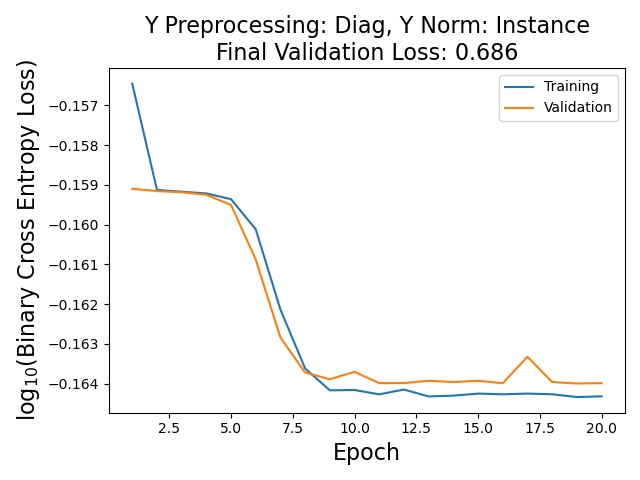 Y Preprocessing: Diag, Y Norm: Instance
Final Validation Loss: 0.686
Training
Validation
log₁₀(Binary Cross Entropy Loss)
−0.157
−0.158
−0.159
−0.160
−0.161
−0.162
−0.163
−0.164
2.5 5.0 7.5 10.0 12.5 15.0 17.5 20.0
Epoch